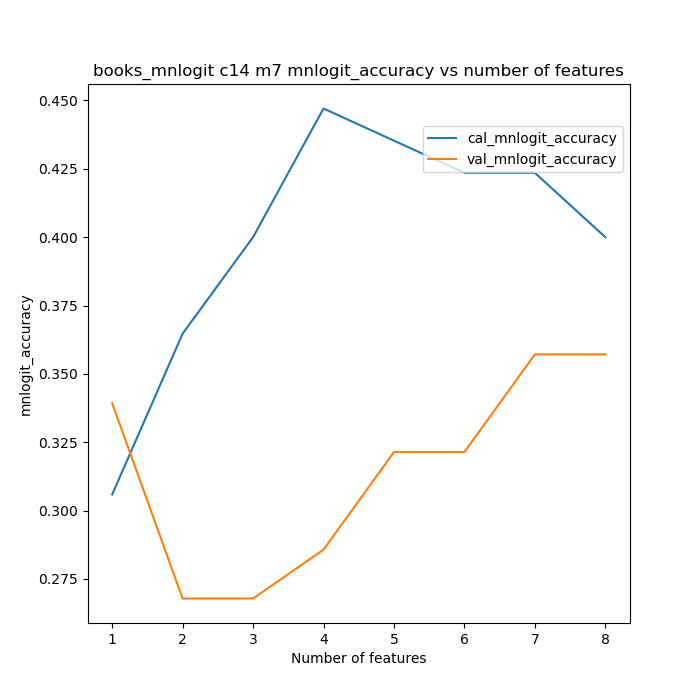 books_mnlogit c14 m7 mnlogit_accuracy vs number of features
cal_mnlogit_accuracy
val_mnlogit_accuracy
mnlogit_accuracy
0.450
0.425
0.400
0.375
0.350
0.325
0.300
0.275
1 2 3 4 5 6 7 8
Number of features